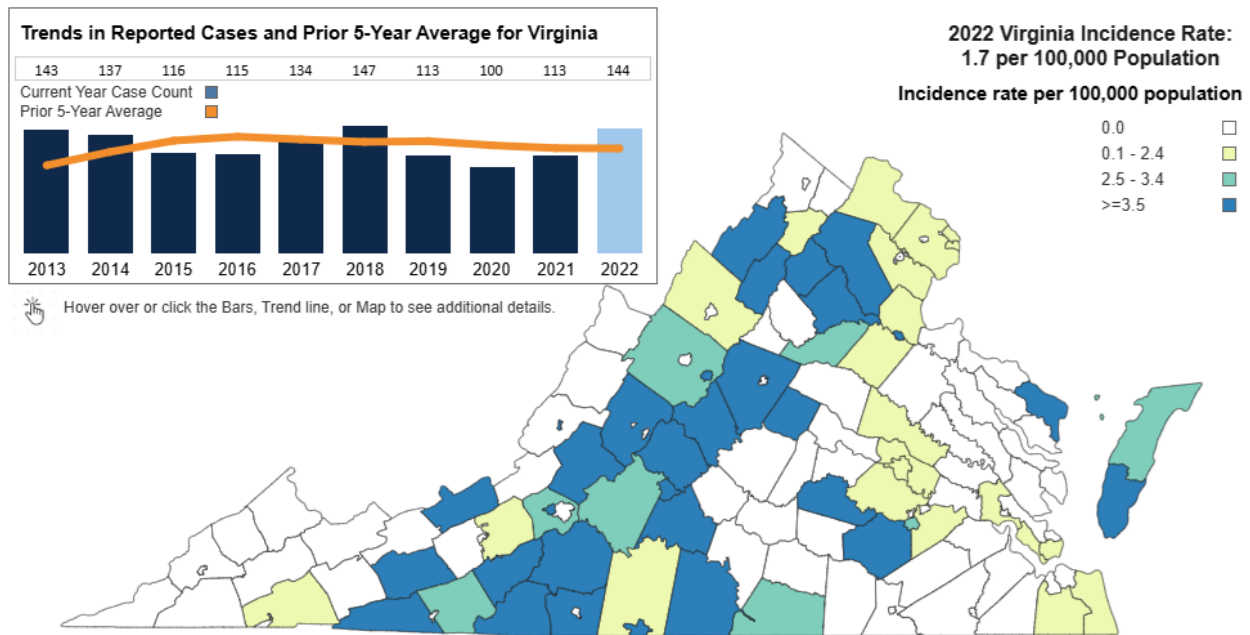 Trends in Reported Cases and Prior 5-Year Average for Virginia
143 137 116 115 134 147 113 100 113 144
Current Year Case Count
Prior 5-Year Average
2013 2014 2015 2016 2017 2018 2019 2020 2021 2022
Hover over or click the Bars, Trend line, or Map to see additional details.
2022 Virginia Incidence Rate:
1.7 per 100,000 Population
Incidence rate per 100,000 population
0.0
0.1 - 2.4
2.5 - 3.4
>=3.5